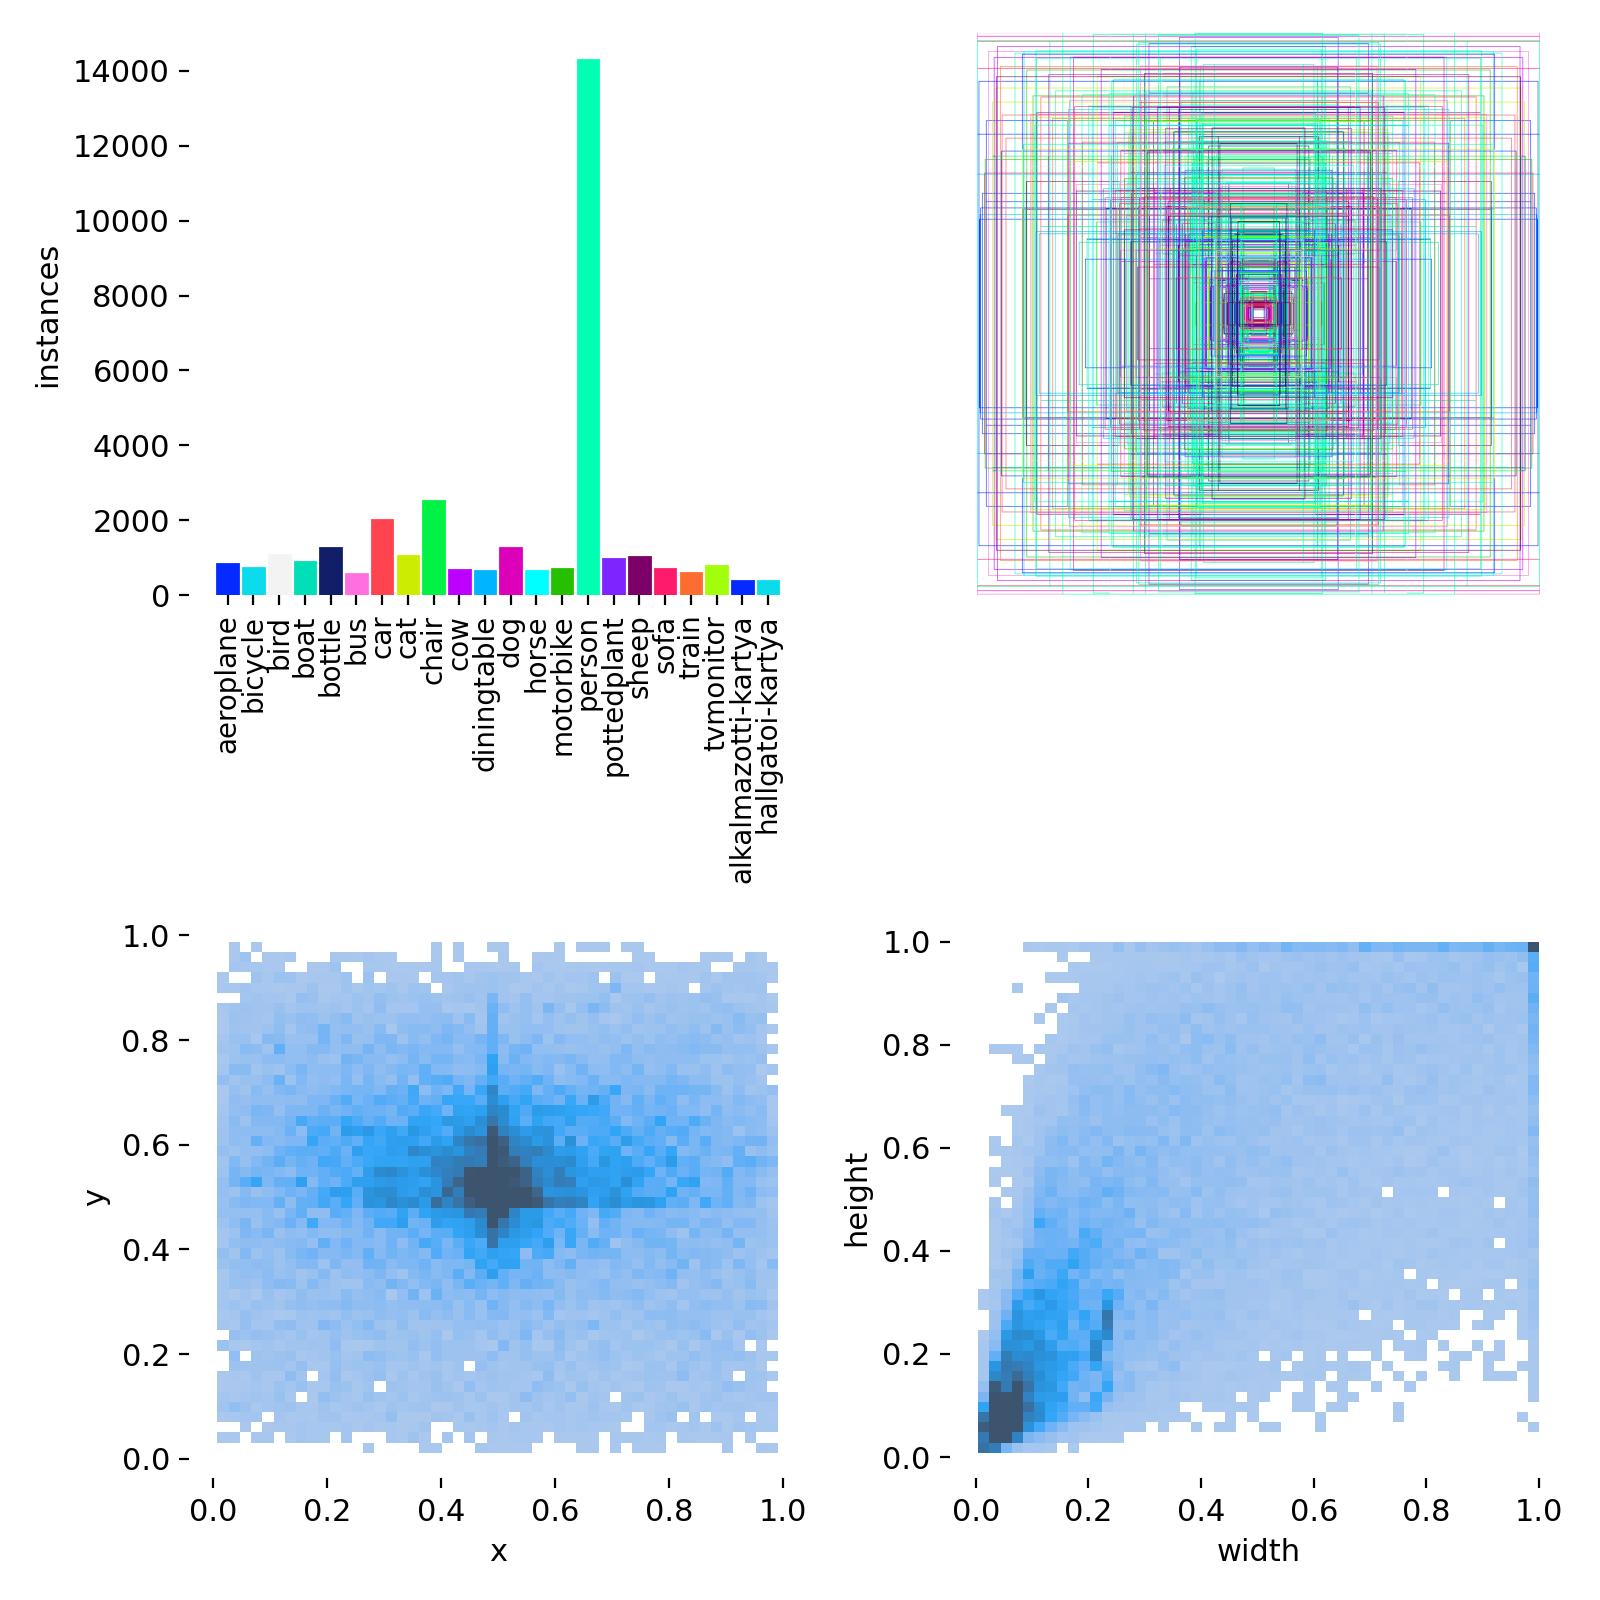 instances
14000
12000
10000
8000
6000
4000
2000
0
aeroplane
bicycle
bird
boat
bottle
bus
car
cat
chair
cow
diningtable
dog
horse
motorbike
person
pottedplant
sheep
sofa
train
tvmonitor
alkalmazotti-kartya
hallgatoi-kartya
y
1.0
0.8
0.6
0.4
0.2
0.0
0.0 0.2 0.4 0.6 0.8 1.0
x
height
1.0
0.8
0.6
0.4
0.2
0.0
0.0 0.2 0.4 0.6 0.8 1.0
width